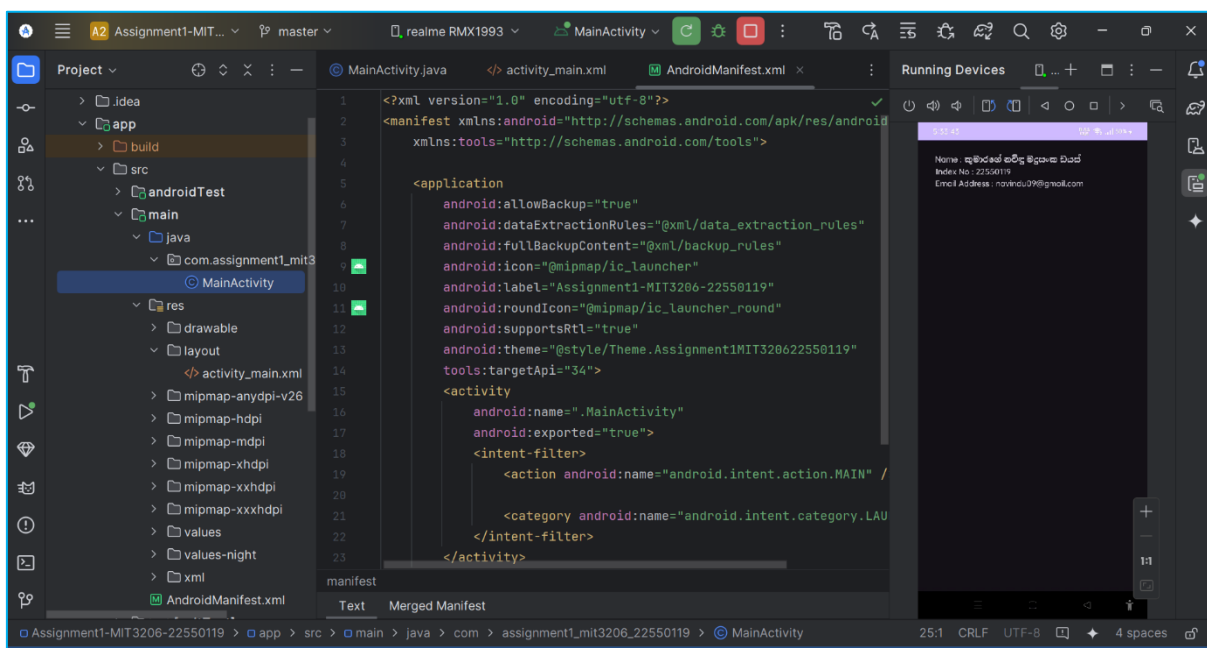 A2 Assignment1-MIT... master realme RMX1993 MainActivity
Project
.idea
app
build
src
androidTest
main
java
com.assignment1_mit3
MainActivity
res
drawable
layout
activity_main.xml
mipmap-anydpi-v26
mipmap-hdpi
mipmap-mdpi
mipmap-xhdpi
mipmap-xxhdpi
mipmap-xxxhdpi
values
values-night
xml
AndroidManifest.xml
MainActivity.java activity_main.xml AndroidManifest.xml
1 <?xml version="1.0" encoding="utf-8"?>
2 <manifest xmlns:android="http://schemas.android.com/apk/res/android
3 xmlns:tools="http://schemas.android.com/tools">
4
5 <application
6 android:allowBackup="true"
7 android:dataExtractionRules="@xml/data_extraction_rules"
8 android:fullBackupContent="@xml/backup_rules"
9 android:icon="@mipmap/ic_launcher"
10 android:label="Assignment1-MIT3206-22550119"
11 android:roundIcon="@mipmap/ic_launcher_round"
12 android:supportsRtl="true"
13 android:theme="@style/Theme.Assignment1MIT320622550119"
14 tools:targetApi="34">
15 <activity
16 android:name=".MainActivity"
17 android:exported="true">
18 <intent-filter>
19 <action android:name="android.intent.action.MAIN" /
20
21 <category android:name="android.intent.category.LAU
22 </intent-filter>
23 </activity>
manifest
Text Merged Manifest
Running Devices
Name : කුමාරගේ නවිඳු මදුසංක ඩයස්
Index No : 22550119
Email Address : navindu09@gmail.com
1:1
Assignment1-MIT3206-22550119 > app > src > main > java > com > assignment1_mit3206_22550119 > MainActivity 25:1 CRLF UTF-8 4 spaces